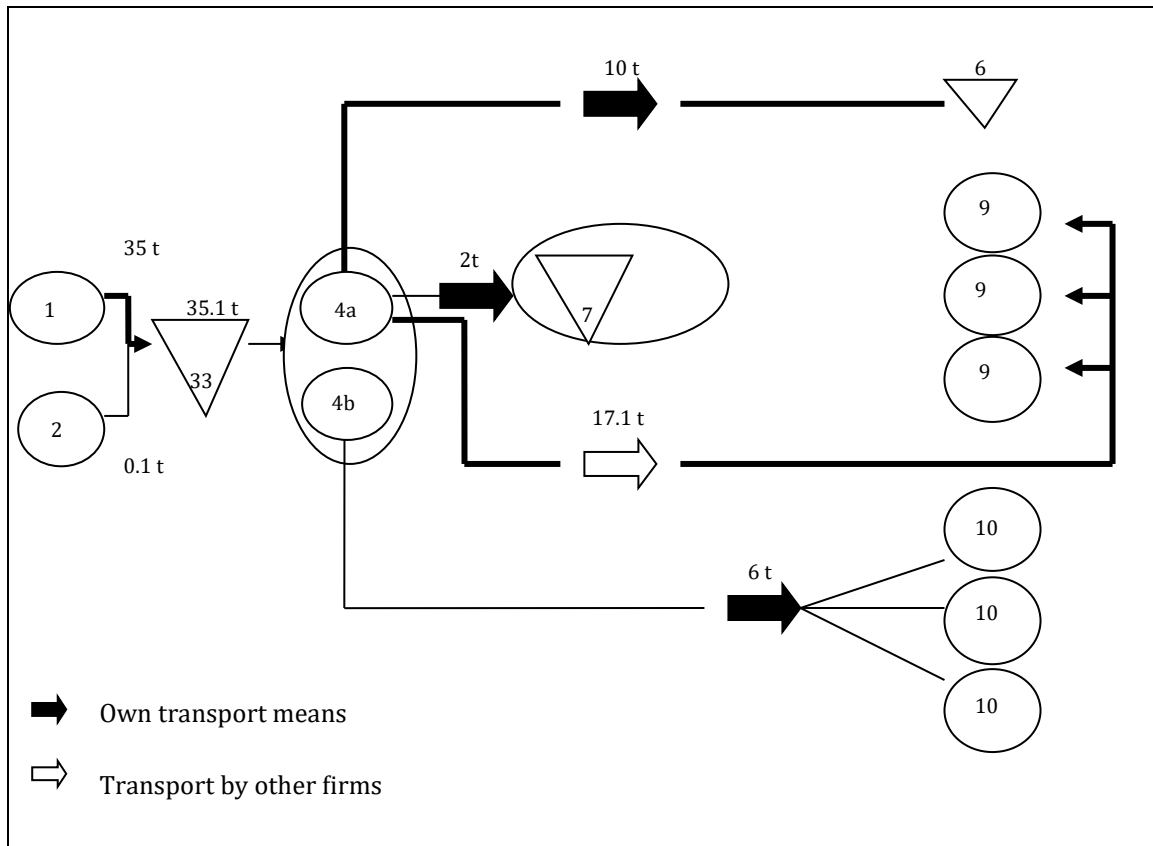 10 t
6
9
35 t
2t
1
35.1 t
4a
9
7
33
9
4b
2
17.1 t
0.1 t
10
6 t
10
10
Own transport means
Transport by other firms